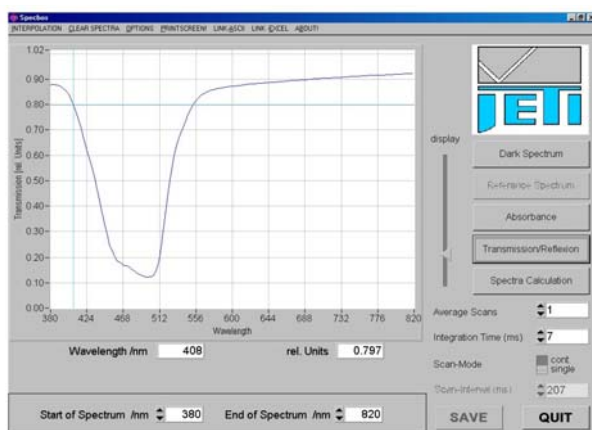 Specbos
INTERPOLATION CLEAR SPECTRA OPTIONS PRINTSCREEN! LINK ASCII LINK EXCEL ABOUT!
1.02
0.90
0.80
0.70
0.60
0.50
0.40
0.30
0.20
0.10
0.00
Transmission [rel. Units]
380 424 468 512 556 600 644 688 732 776 820
Wavelength
Wavelength /nm 408 rel. Units 0.797
Start of Spectrum /nm 380 End of Spectrum /nm 820
JETI
display
Dark Spectrum
Reference Spectrum
Absorbance
Transmission/Reflexion
Spectra Calculation
Average Scans 1
Integration Time (ms) 7
Scan-Mode cont.
single
Scan-Interval (ms) 207
SAVE QUIT